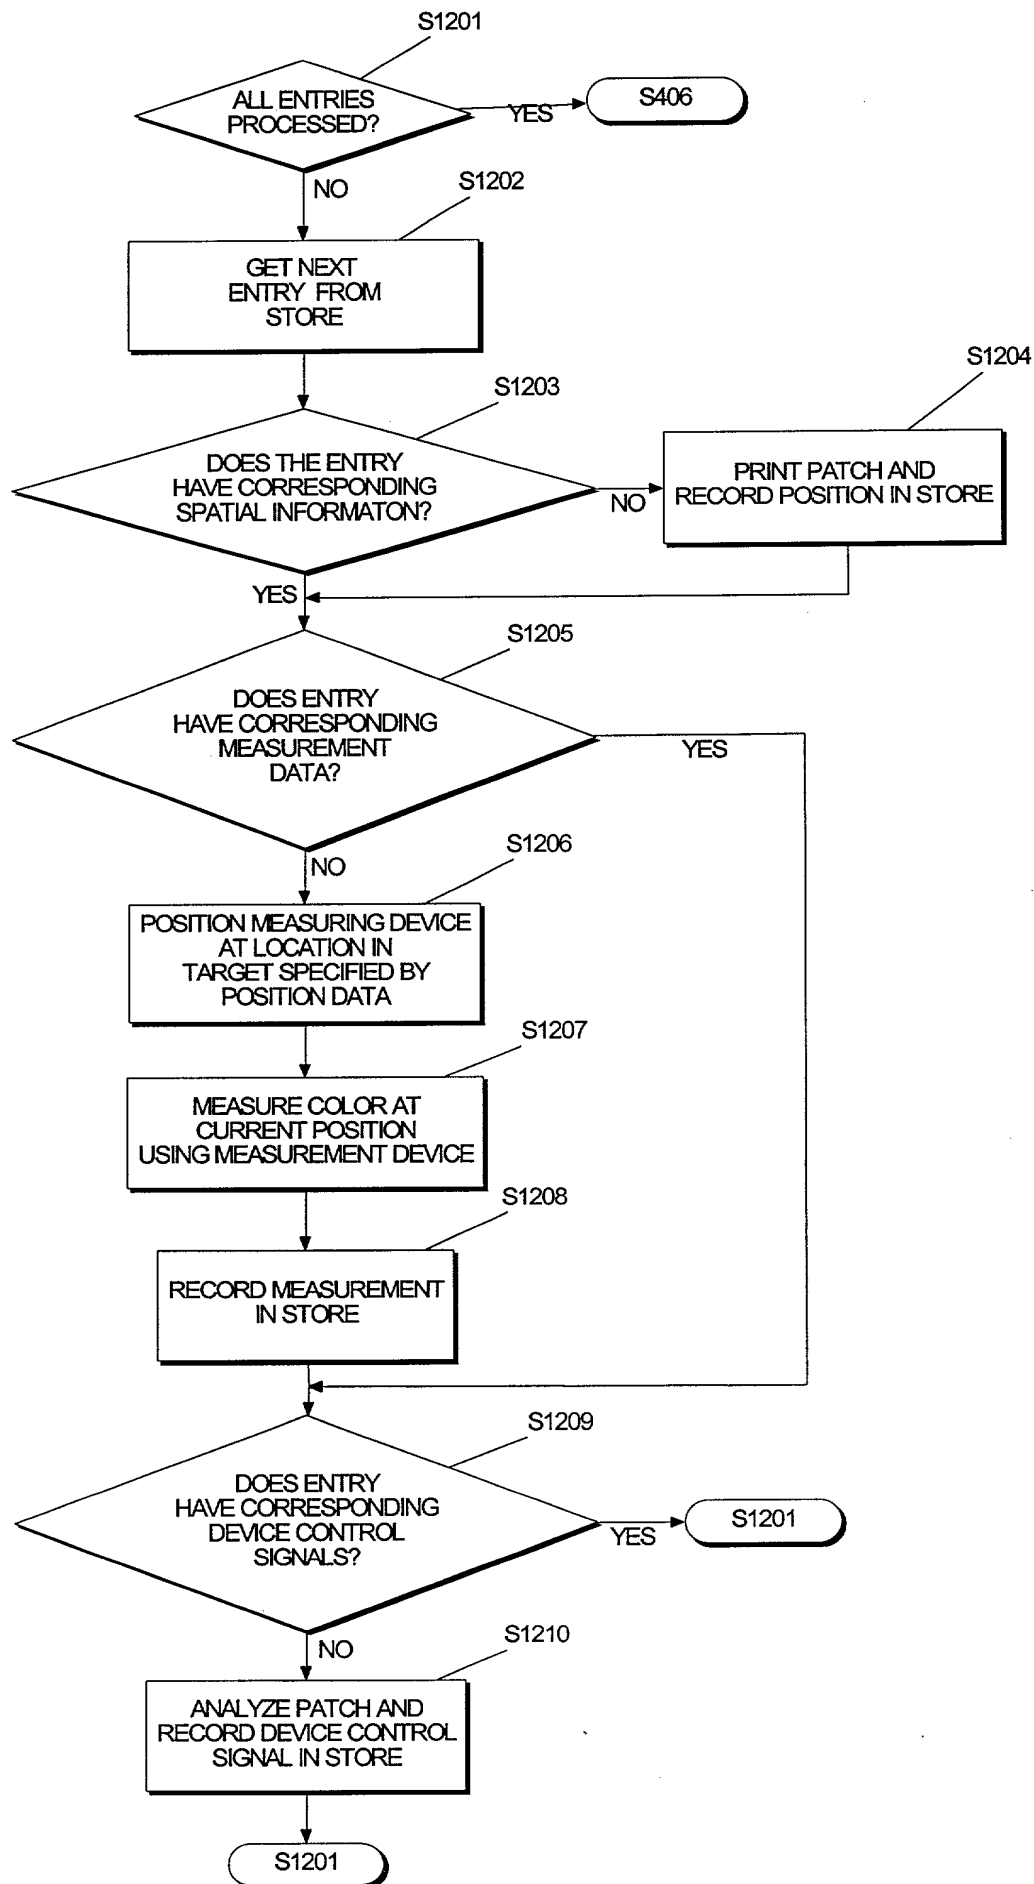 S1201
ALL ENTRIES
PROCESSED?
YES
S406
NO
S1202
GET NEXT
ENTRY FROM
STORE
S1203
S1204
DOES THE ENTRY
HAVE CORRESPONDING
SPATIAL INFORMATON?
NO
PRINT PATCH AND
RECORD POSITION IN STORE
YES
S1205
DOES ENTRY
HAVE CORRESPONDING
MEASUREMENT
DATA?
YES
NO
S1206
POSITION MEASURING DEVICE
AT LOCATION IN
TARGET SPECIFIED BY
POSITION DATA
S1207
MEASURE COLOR AT
CURRENT POSITION
USING MEASUREMENT DEVICE
S1208
RECORD MEASUREMENT
IN STORE
S1209
DOES ENTRY
HAVE CORRESPONDING
DEVICE CONTROL
SIGNALS?
YES
S1201
NO
S1210
ANALYZE PATCH AND
RECORD DEVICE CONTROL
SIGNAL IN STORE
S1201